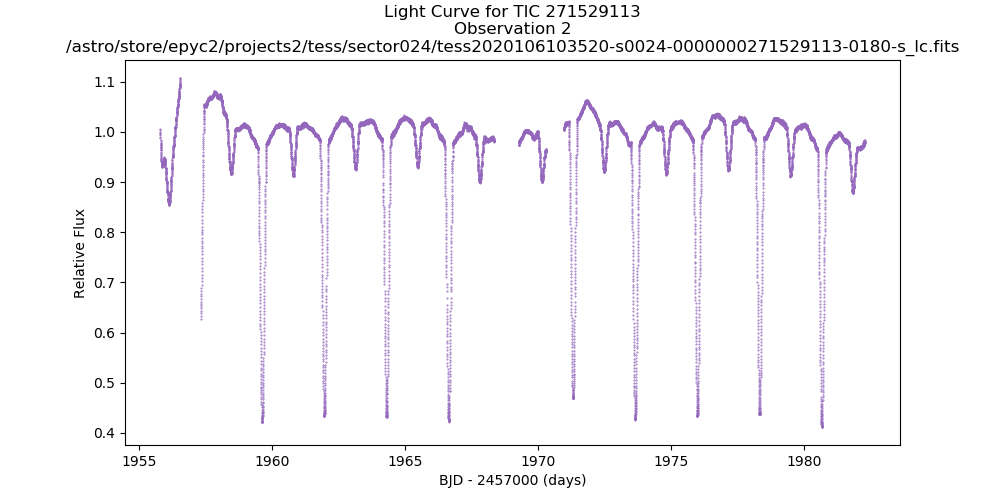 Light Curve for TIC 271529113
Observation 2
/astro/store/epyc2/projects2/tess/sector024/tess2020106103520-s0024-0000000271529113-0180-s_lc.fits
1.1
1.0
0.9
0.8
0.7
0.6
0.5
0.4
Relative Flux
1955
1960
1965
1970
1975
1980
BJD - 2457000 (days)